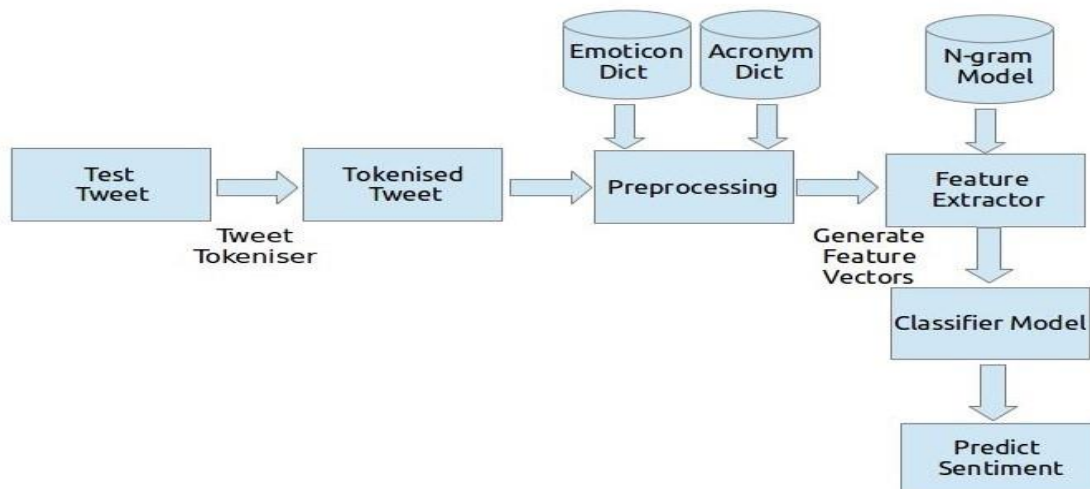 Emoticon
Dict
Acronym
Dict
N-gram
Model
Test
Tweet
Tokenised
Tweet
Preprocessing
Feature
Extractor
Tweet
Tokeniser
Generate
Feature
Vectors
Classifier Model
Predict
Sentiment